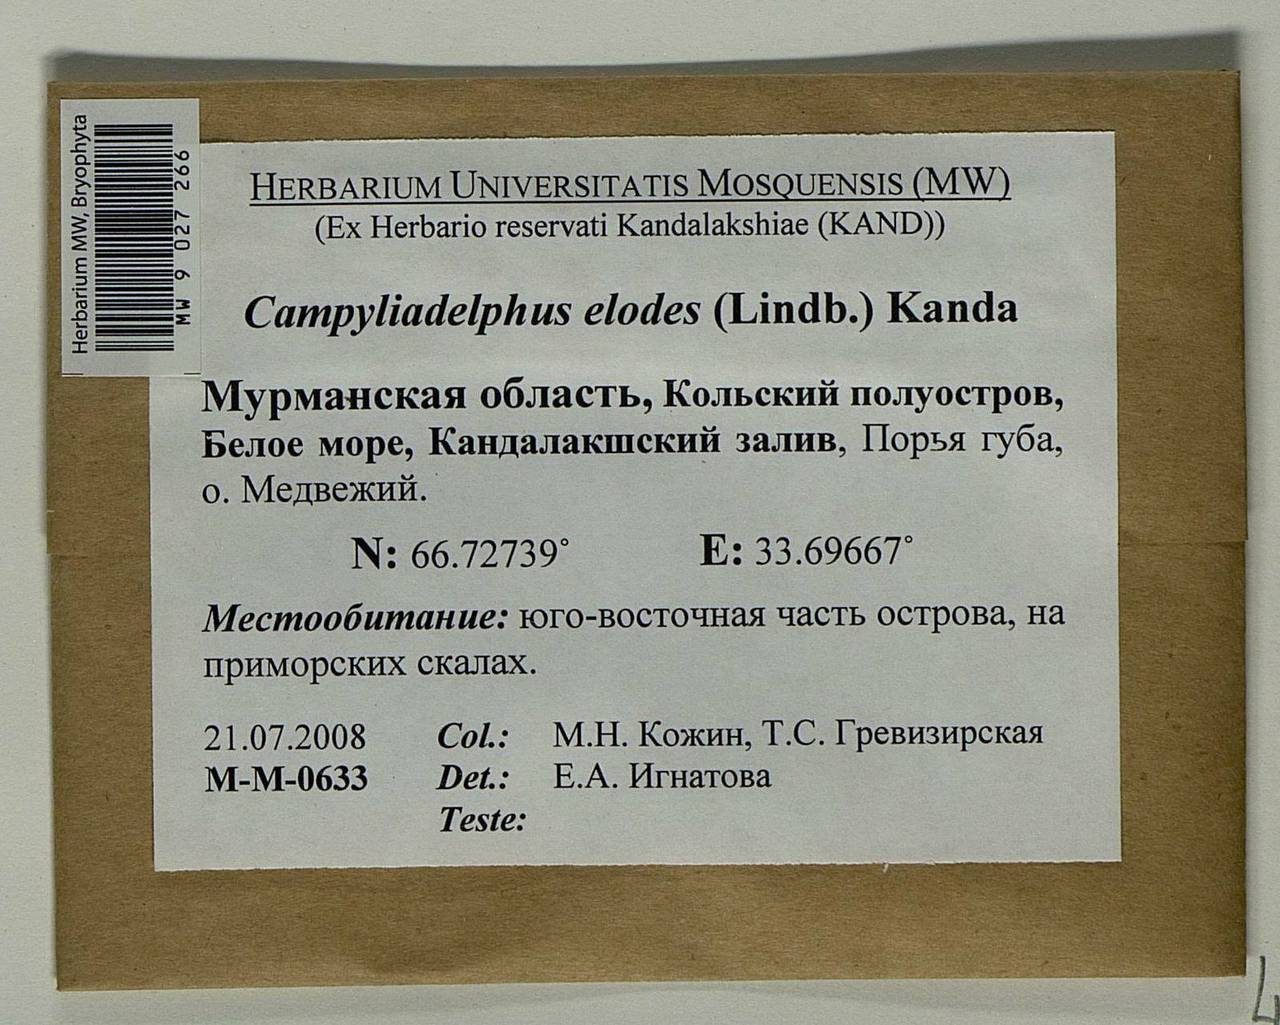 Herbarium MW, Bryophyta
MW 9 027 266
HERBARIUM UNIVERSITATIS MOSQUENSIS (MW)
(Ex Herbario reservati Kandalakshiae (KAND))
Campyliadelphus elodes (Lindb.) Kanda
Мурманская область, Кольский полуостров,
Белое море, Кандалакшский залив, Порья губа,
о. Медвежий.
N: 66.72739° E: 33.69667°
Местообитание: юго-восточная часть острова, на
приморских скалах.
21.07.2008 Col.: М.Н. Кожин, Т.С. Гревизирская
М-М-0633 Det.: Е.А. Игнатова
Teste: